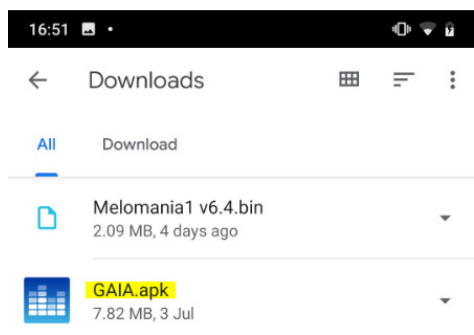 16:51
Downloads
All Download
Melomania1 v6.4.bin
2.09 MB, 4 days ago
GAIA.apk
7.82 MB, 3 Jul